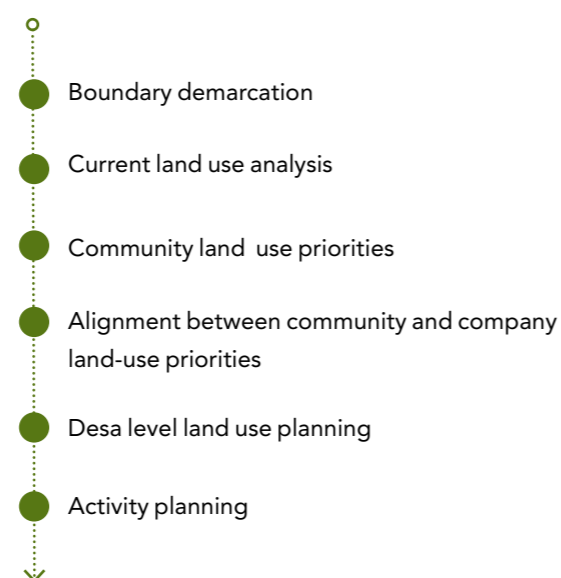 Boundary demarcation
Current land use analysis
Community land  use priorities
Alignment between community and company
land-use priorities
Desa level land use planning
Activity planning